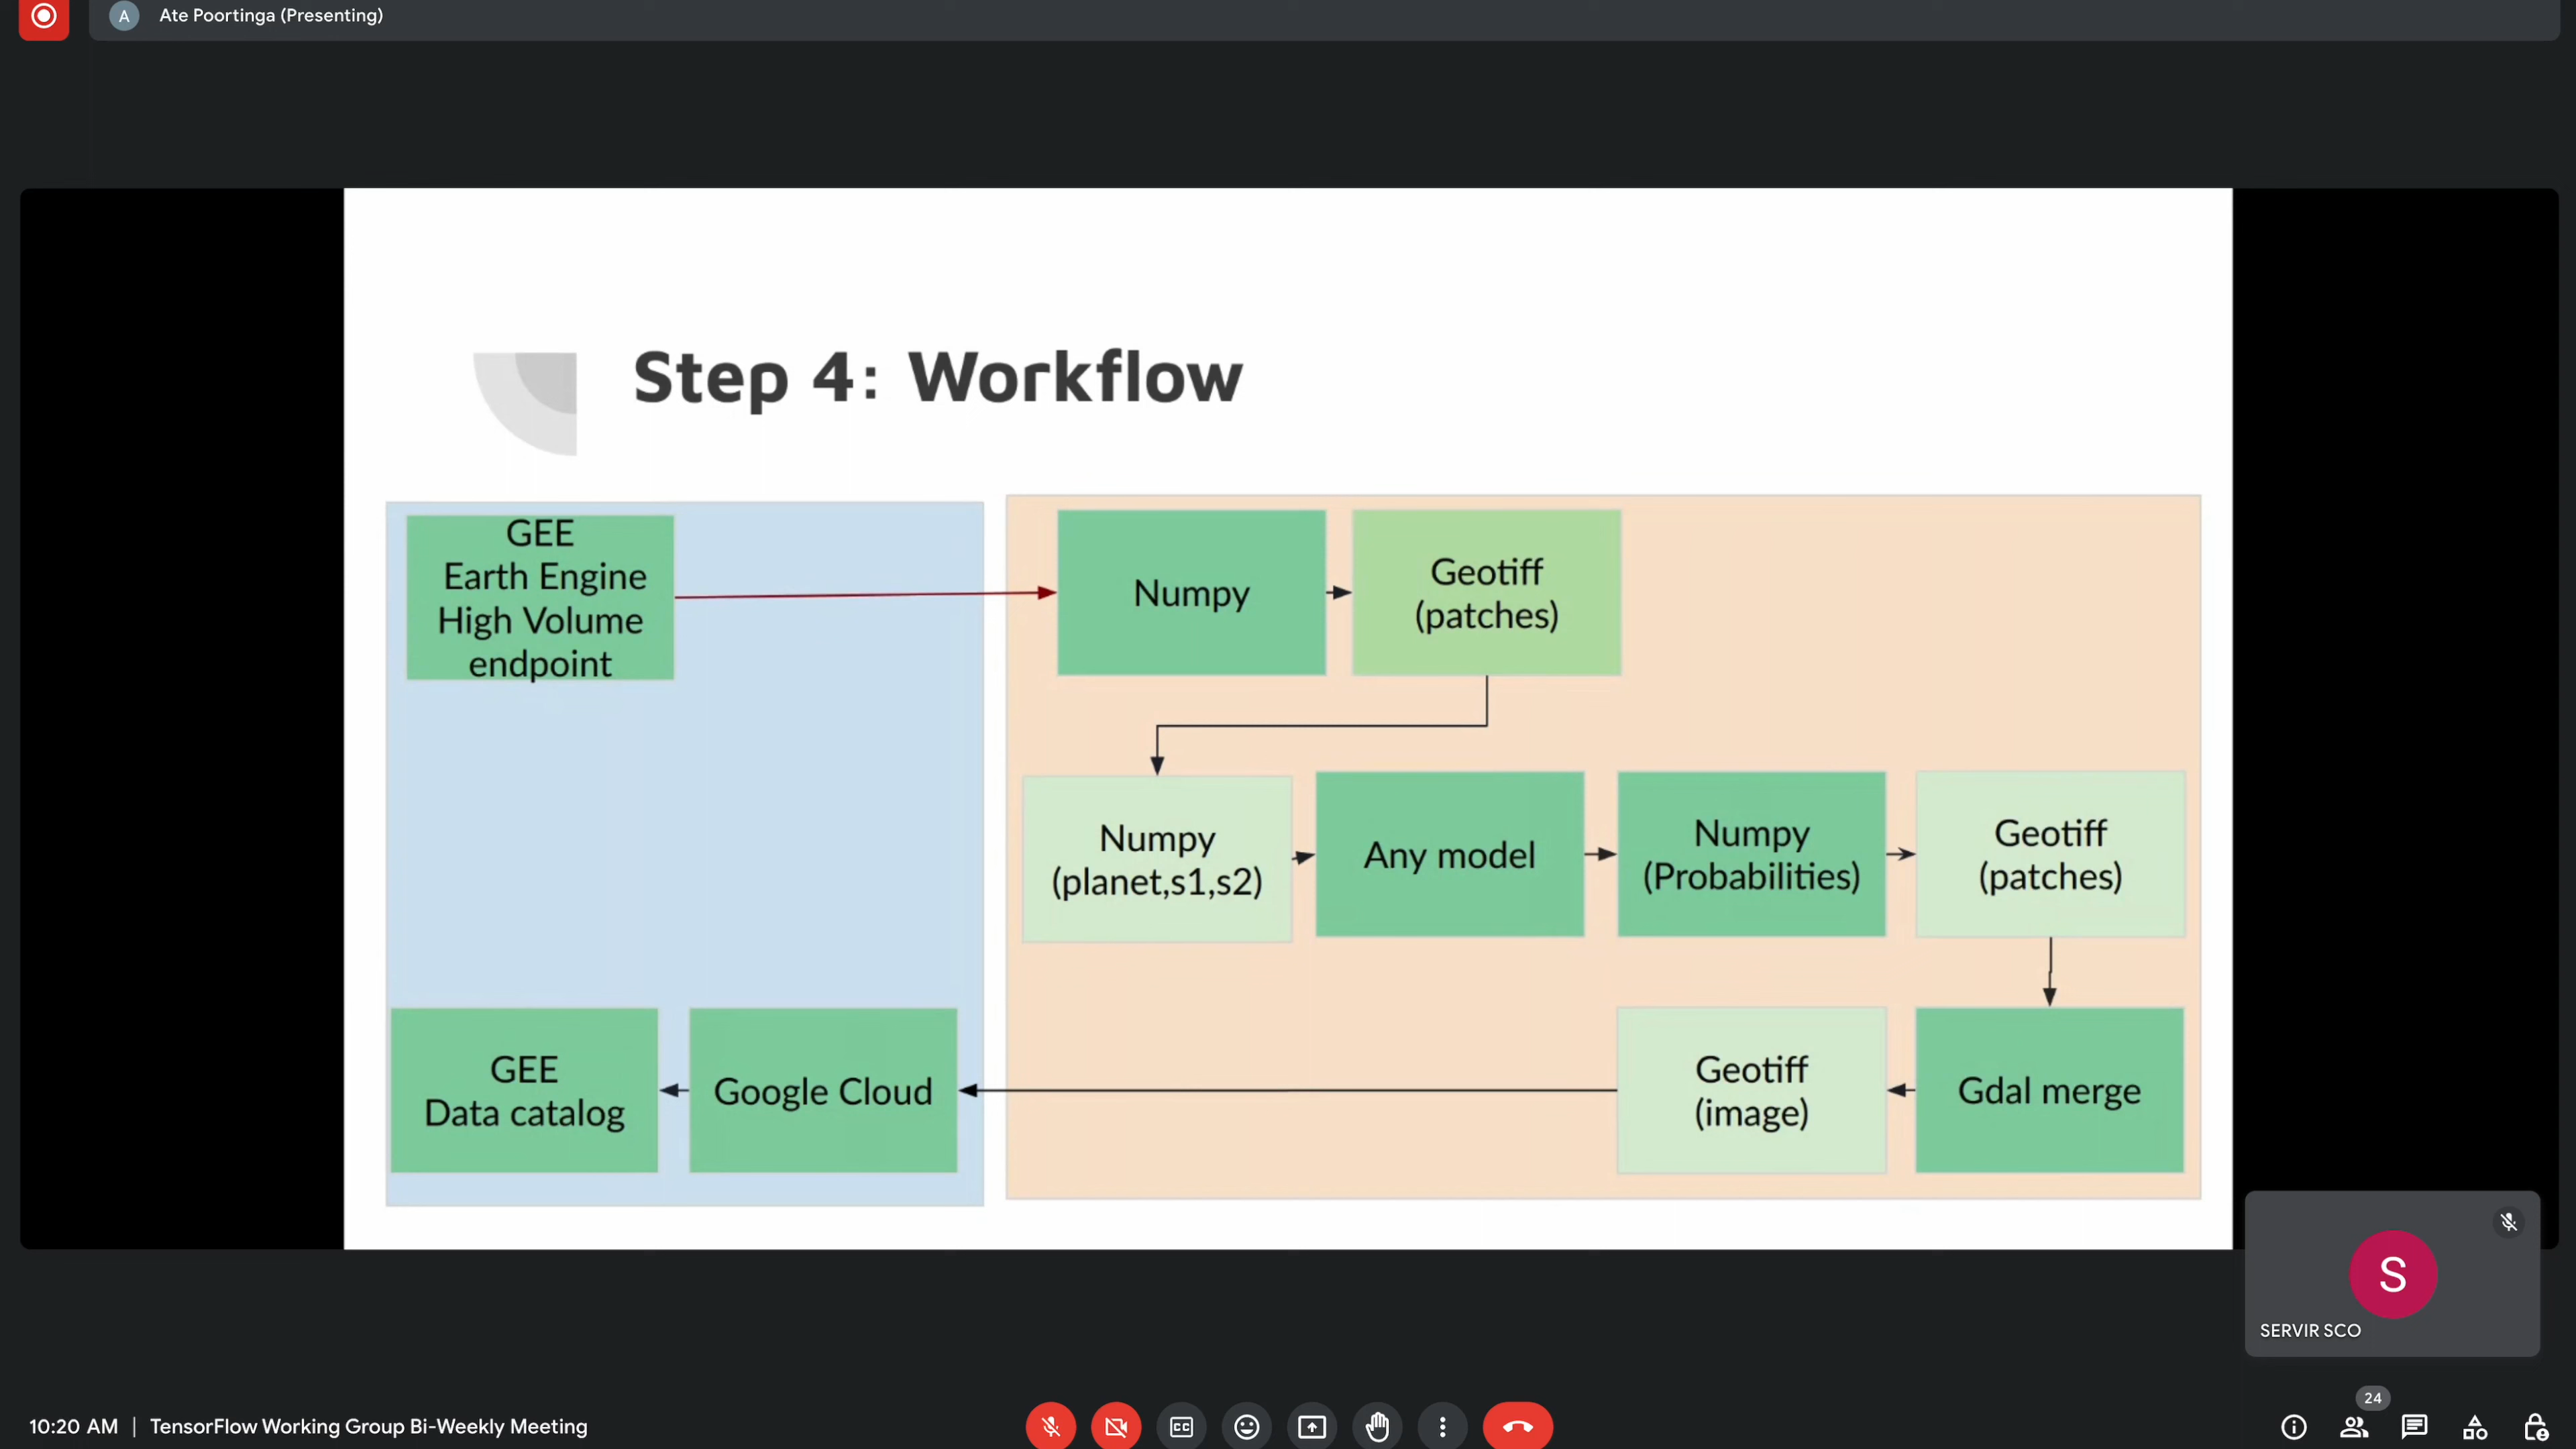 A
Ate Poortinga (Presenting)
Step 4: Workflow
GEE
Earth Engine
High Volume
endpoint
Numpy
Geotiff
(patches)
Numpy
(planet,s1,s2)
Any model
Numpy
(Probabilities)
Geotiff
(patches)
GEE
Data catalog
Google Cloud
Geotiff
(image)
Gdal merge
S
SERVIR SCO
10:20 AM | TensorFlow Working Group Bi-Weekly Meeting
CC
24